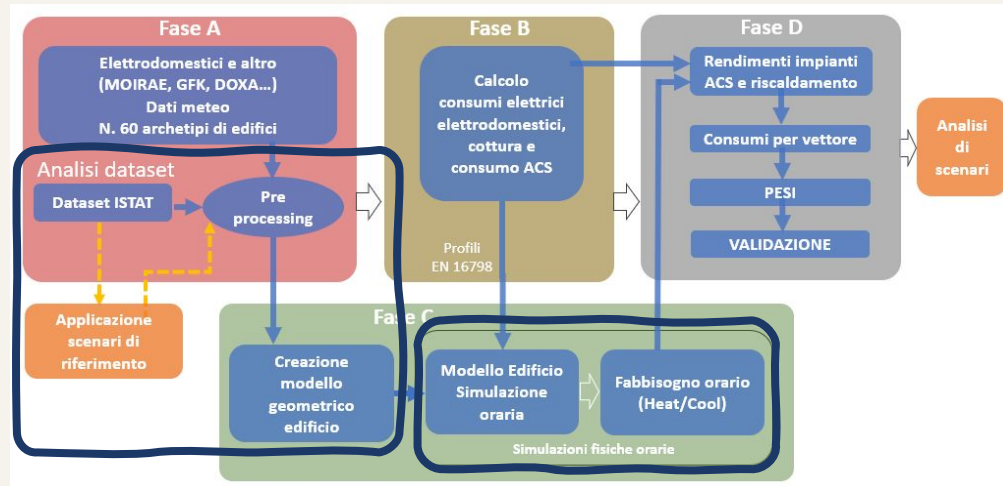 Fase A
Elettrodomestici e altro
(MOIRAE, GFK, DOXA...)
Dati meteo
N. 60 archetipi di edifici
Analisi dataset
Dataset ISTAT
Pre
processing
Applicazione
scenari di
riferimento
Fase B
Calcolo
consumi elettrici
elettrodomestici,
cottura e
consumo ACS
Profili
EN 16798
Fase C
Creazione
modello
geometrico
edificio
Modello Edificio
Simulazione
oraria
Fabbisogno orario
(Heat/Cool)
Simulazioni fisiche orarie
Fase D
Rendimenti impianti
ACS e riscaldamento
Consumi per vettore
PESI
VALIDAZIONE
Analisi
di
scenari